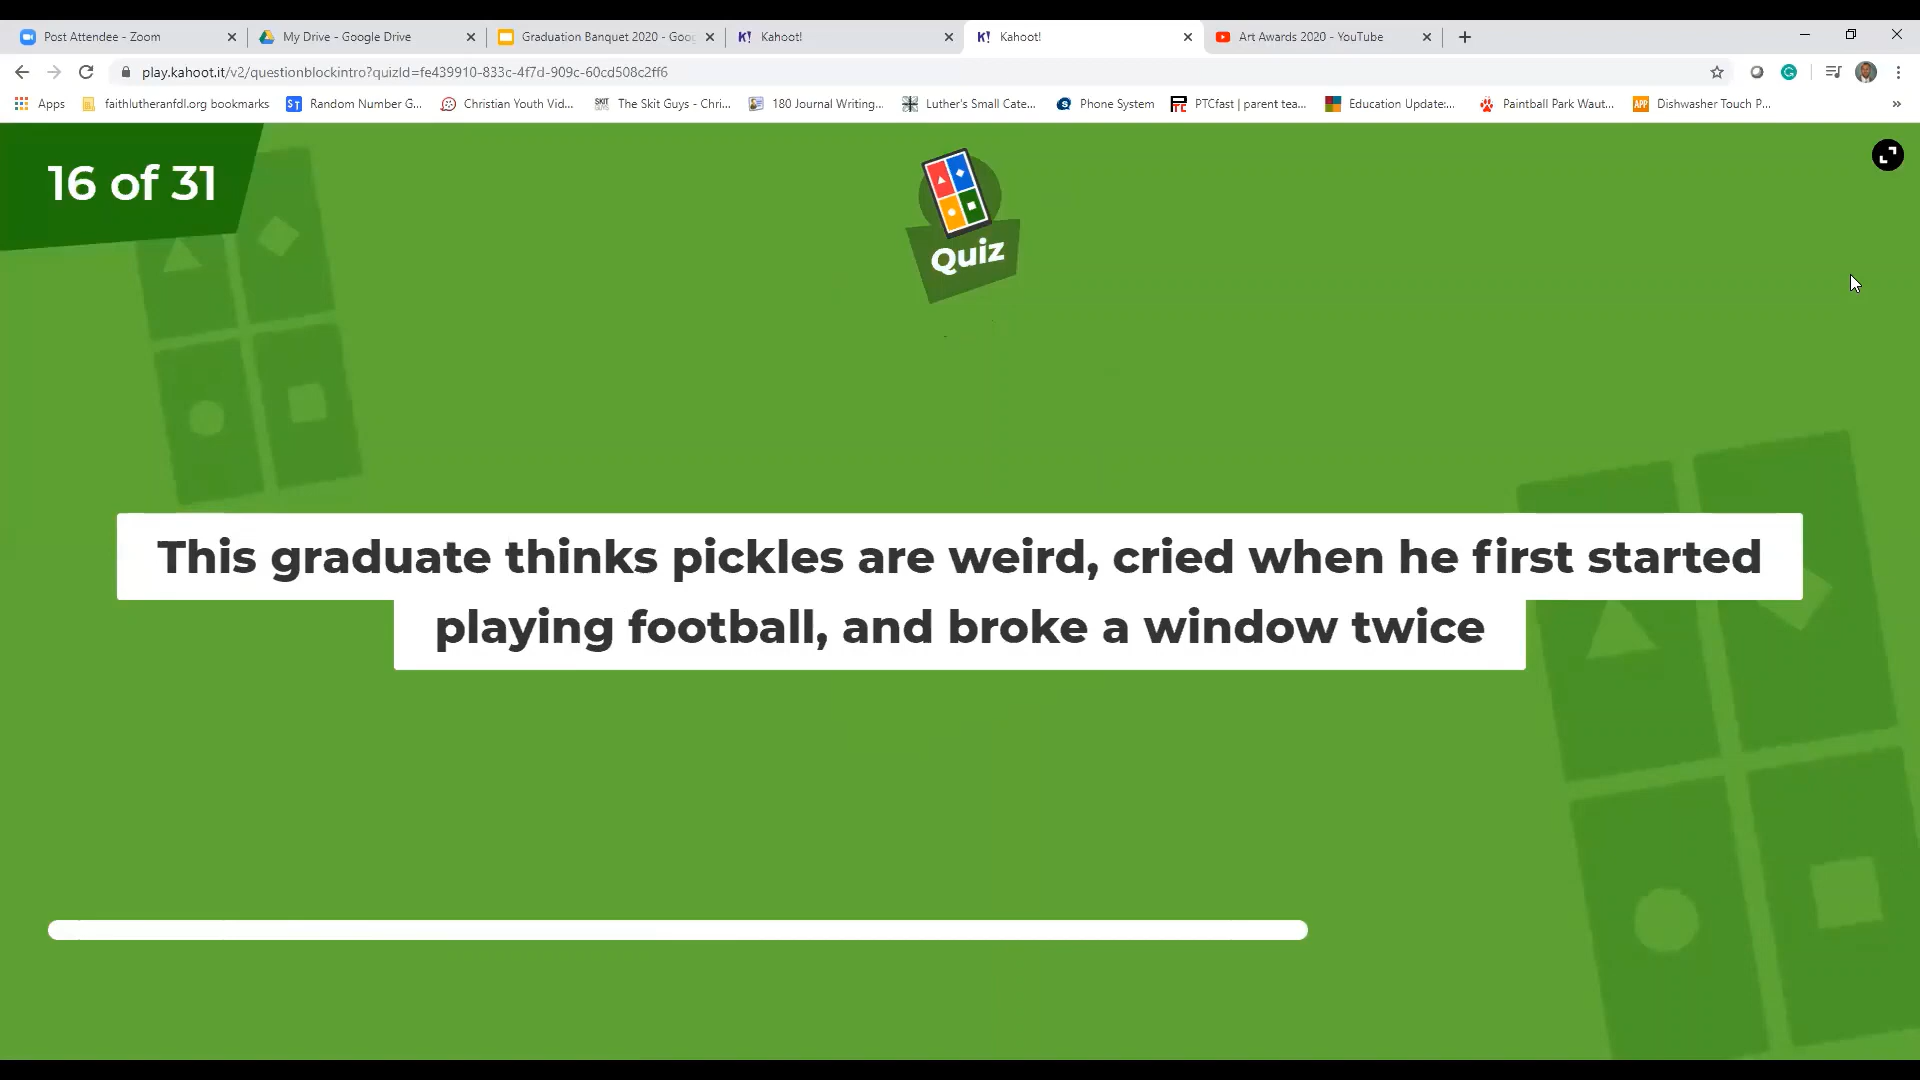 Post Attendee - Zoom
My Drive - Google Drive
Graduation Banquet 2020 - Goog
K! Kahoot!
K! Kahoot!
Art Awards 2020 - YouTube
play.kahoot.it/v2/questionblockintro?quizId=fe439910-833c-4f7d-909c-60cd508c2ff6
Apps
faithlutheranfdl.org bookmarks
ST Random Number G...
Christian Youth Vid...
The Skit Guys - Chri...
180 Journal Writing...
Luther's Small Cate...
Phone System
PTCfast | parent tea...
Education Update:...
Paintball Park Waut...
APP Dishwasher Touch P...
16 of 31
Quiz
This graduate thinks pickles are weird, cried when he first started
playing football, and broke a window twice